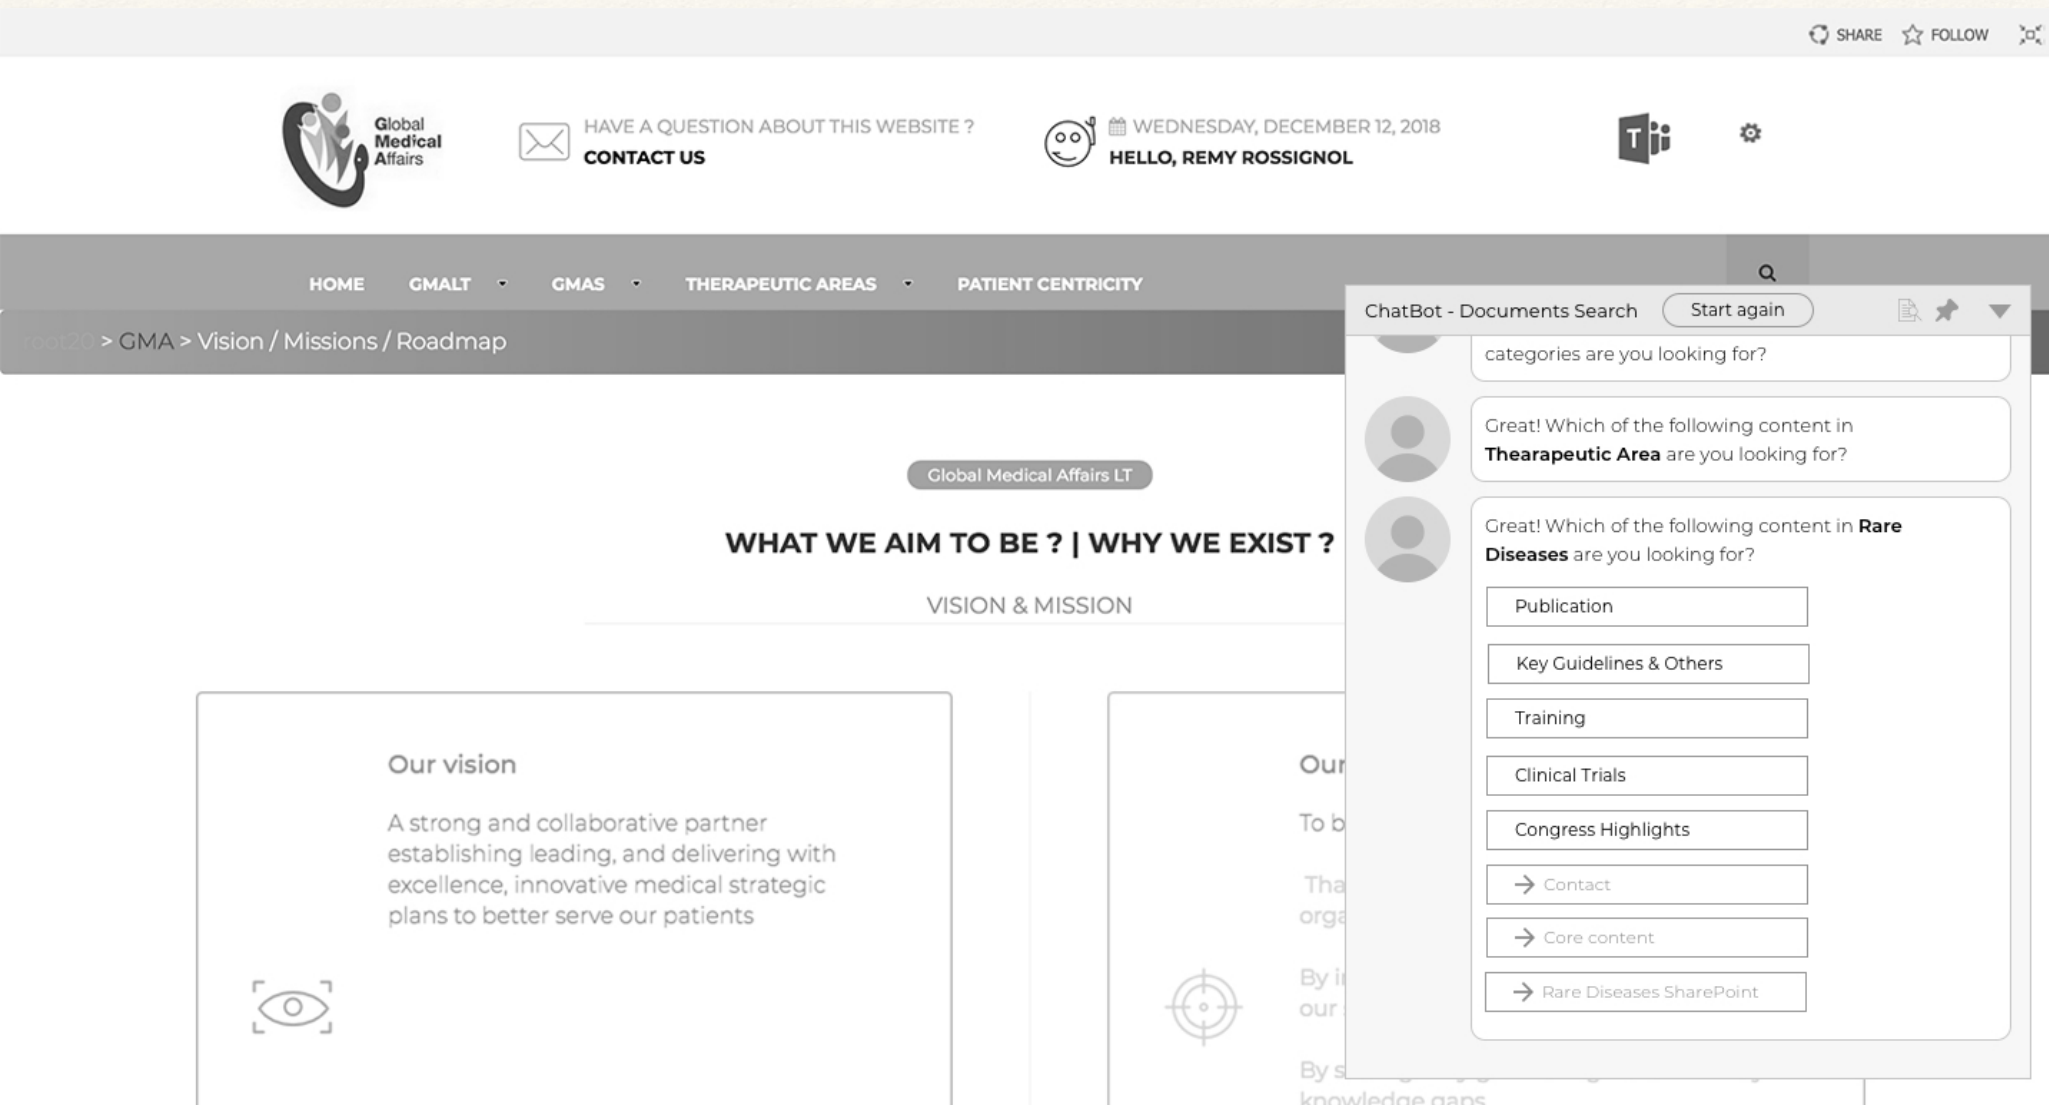 SHARE FOLLOW
Global
Medical
Affairs
HAVE A QUESTION ABOUT THIS WEBSITE ?
CONTACT US
WEDNESDAY, DECEMBER 12, 2018
HELLO, REMY ROSSIGNOL
HOME GMALT GMAS THERAPEUTIC AREAS PATIENT CENTRICITY
root20 > GMA > Vision / Missions / Roadmap
Global Medical Affairs LT
WHAT WE AIM TO BE ? | WHY WE EXIST ?
VISION & MISSION
Our vision
A strong and collaborative partner
establishing leading, and delivering with
excellence, innovative medical strategic
plans to better serve our patients
Our
To b
Tha
orga
By i
our
By s
knowledge gaps
ChatBot - Documents Search Start again
categories are you looking for?
Great! Which of the following content in
Thearapeutic Area are you looking for?
Great! Which of the following content in Rare
Diseases are you looking for?
Publication
Key Guidelines & Others
Training
Clinical Trials
Congress Highlights
Contact
Core content
Rare Diseases SharePoint